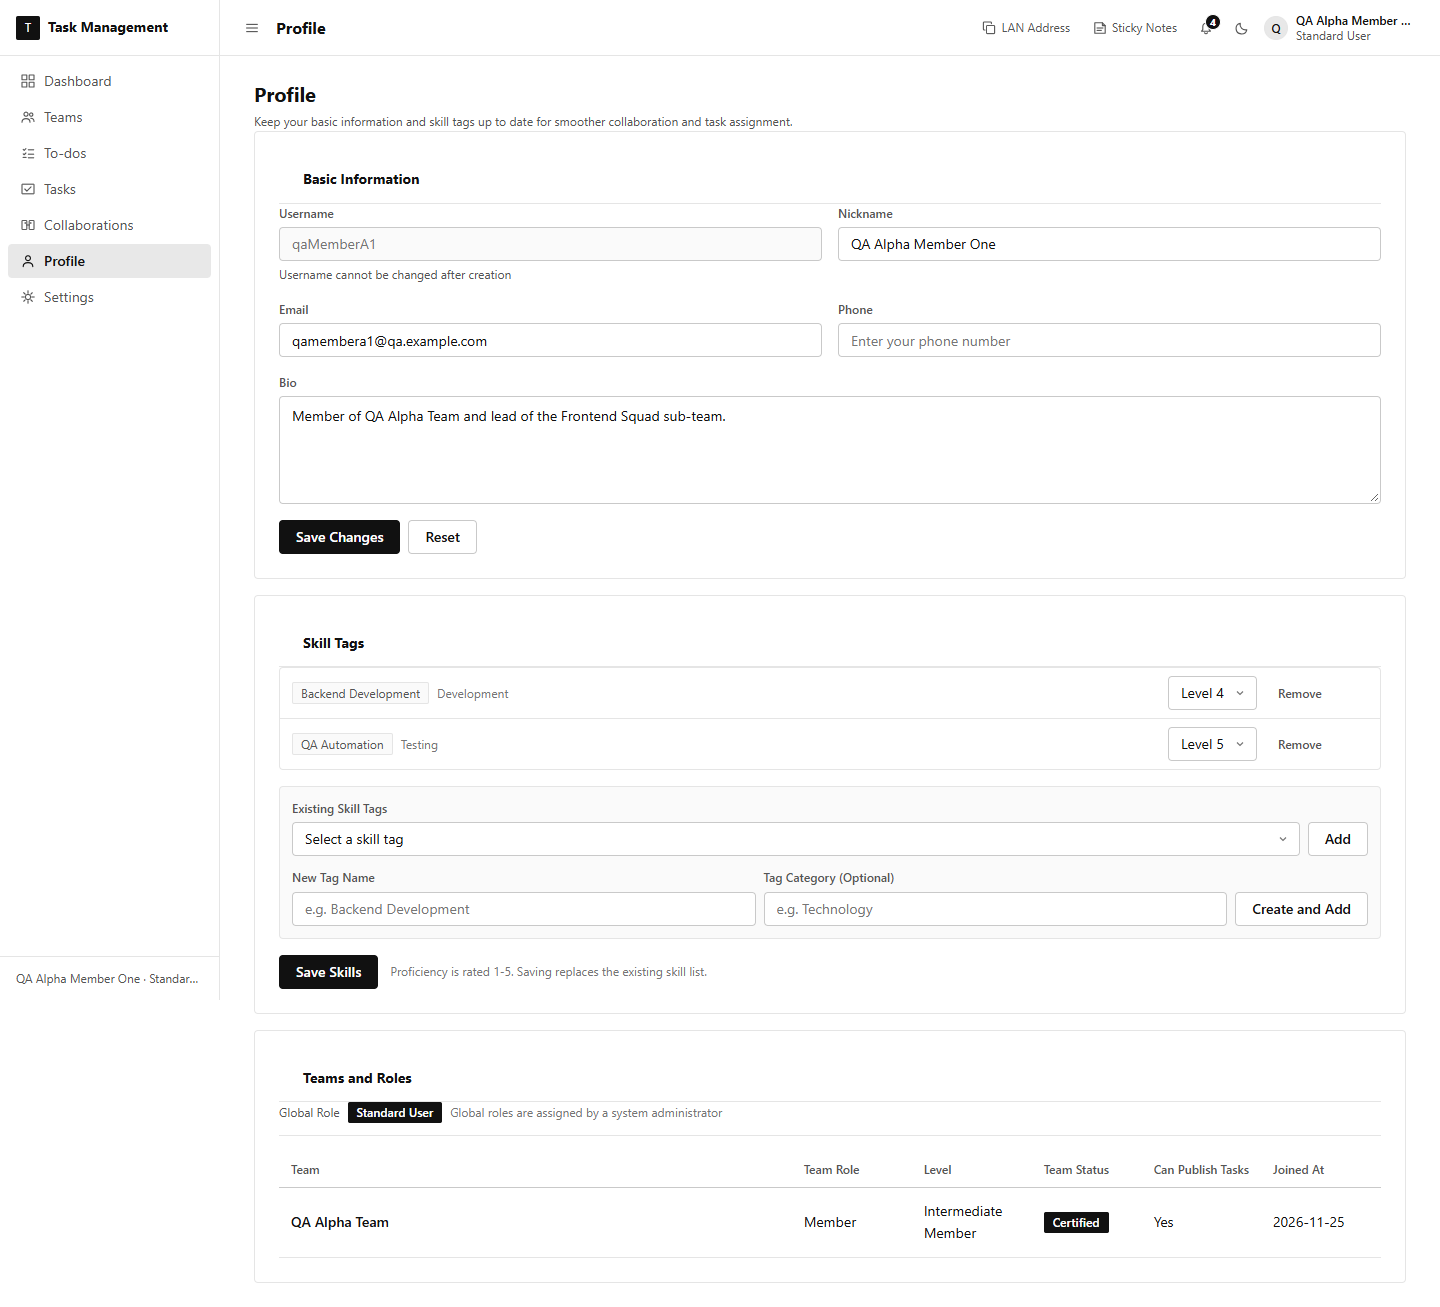 T Task Management
Profile
LAN Address
Sticky Notes
4
Q
QA Alpha Member ...
Standard User
Dashboard
Teams
To-dos
Tasks
Collaborations
Profile
Settings
QA Alpha Member One · Standar...
Profile
Keep your basic information and skill tags up to date for smoother collaboration and task assignment.
Basic Information
Username
qaMemberA1
Username cannot be changed after creation
Nickname
QA Alpha Member One
Email
qamembera1@qa.example.com
Phone
Enter your phone number
Bio
Member of QA Alpha Team and lead of the Frontend Squad sub-team.
Save Changes
Reset
Skill Tags
Backend Development Development Level 4 Remove
QA Automation Testing Level 5 Remove
Existing Skill Tags
Select a skill tag
Add
New Tag Name
e.g. Backend Development
Tag Category (Optional)
e.g. Technology
Create and Add
Save Skills
Proficiency is rated 1-5. Saving replaces the existing skill list.
Teams and Roles
Global Role Standard User Global roles are assigned by a system administrator
Team Team Role Level Team Status Can Publish Tasks Joined At
QA Alpha Team Member Intermediate Member Certified Yes 2026-11-25